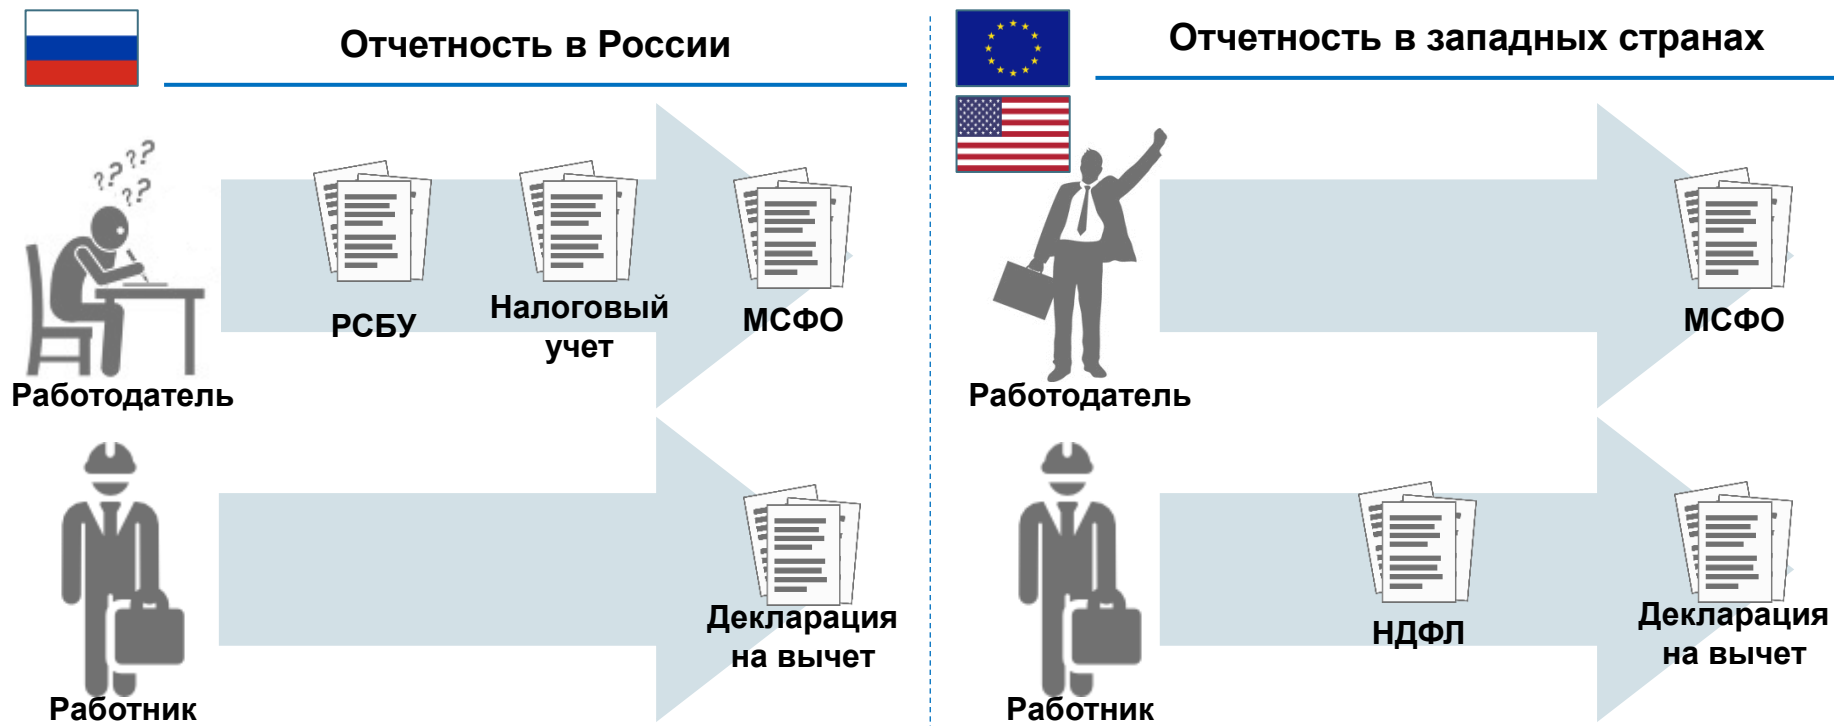 Отчетность в России
??
??
??
РСБУ
Налоговый
учет
МСФО
Работодатель
Декларация
на вычет
Работник
Отчетность в западных странах
МСФО
Работодатель
НДФЛ
Декларация
на вычет
Работник